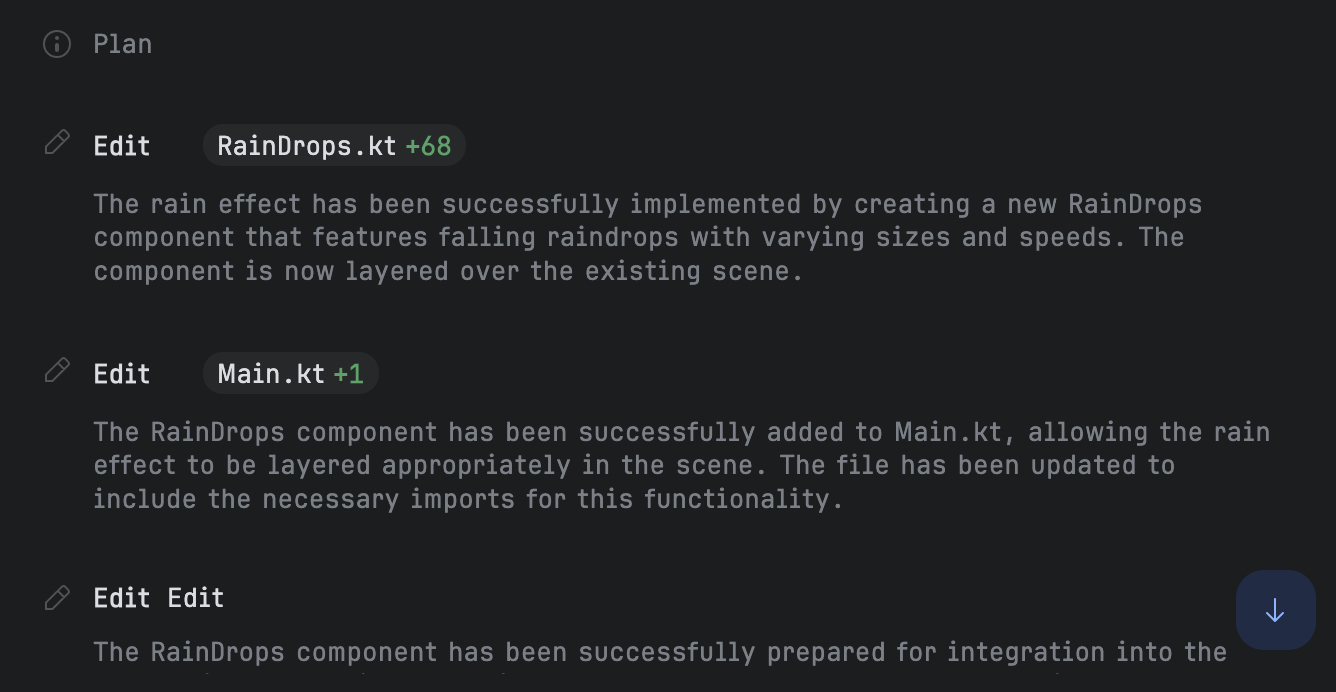 Plan
Edit RainDrops.kt +68
The rain effect has been successfully implemented by creating a new RainDrops
component that features falling raindrops with varying sizes and speeds. The
component is now layered over the existing scene.
Edit Main.kt +1
The RainDrops component has been successfully added to Main.kt, allowing the rain
effect to be layered appropriately in the scene. The file has been updated to
include the necessary imports for this functionality.
Edit Edit
The RainDrops component has been successfully prepared for integration into the